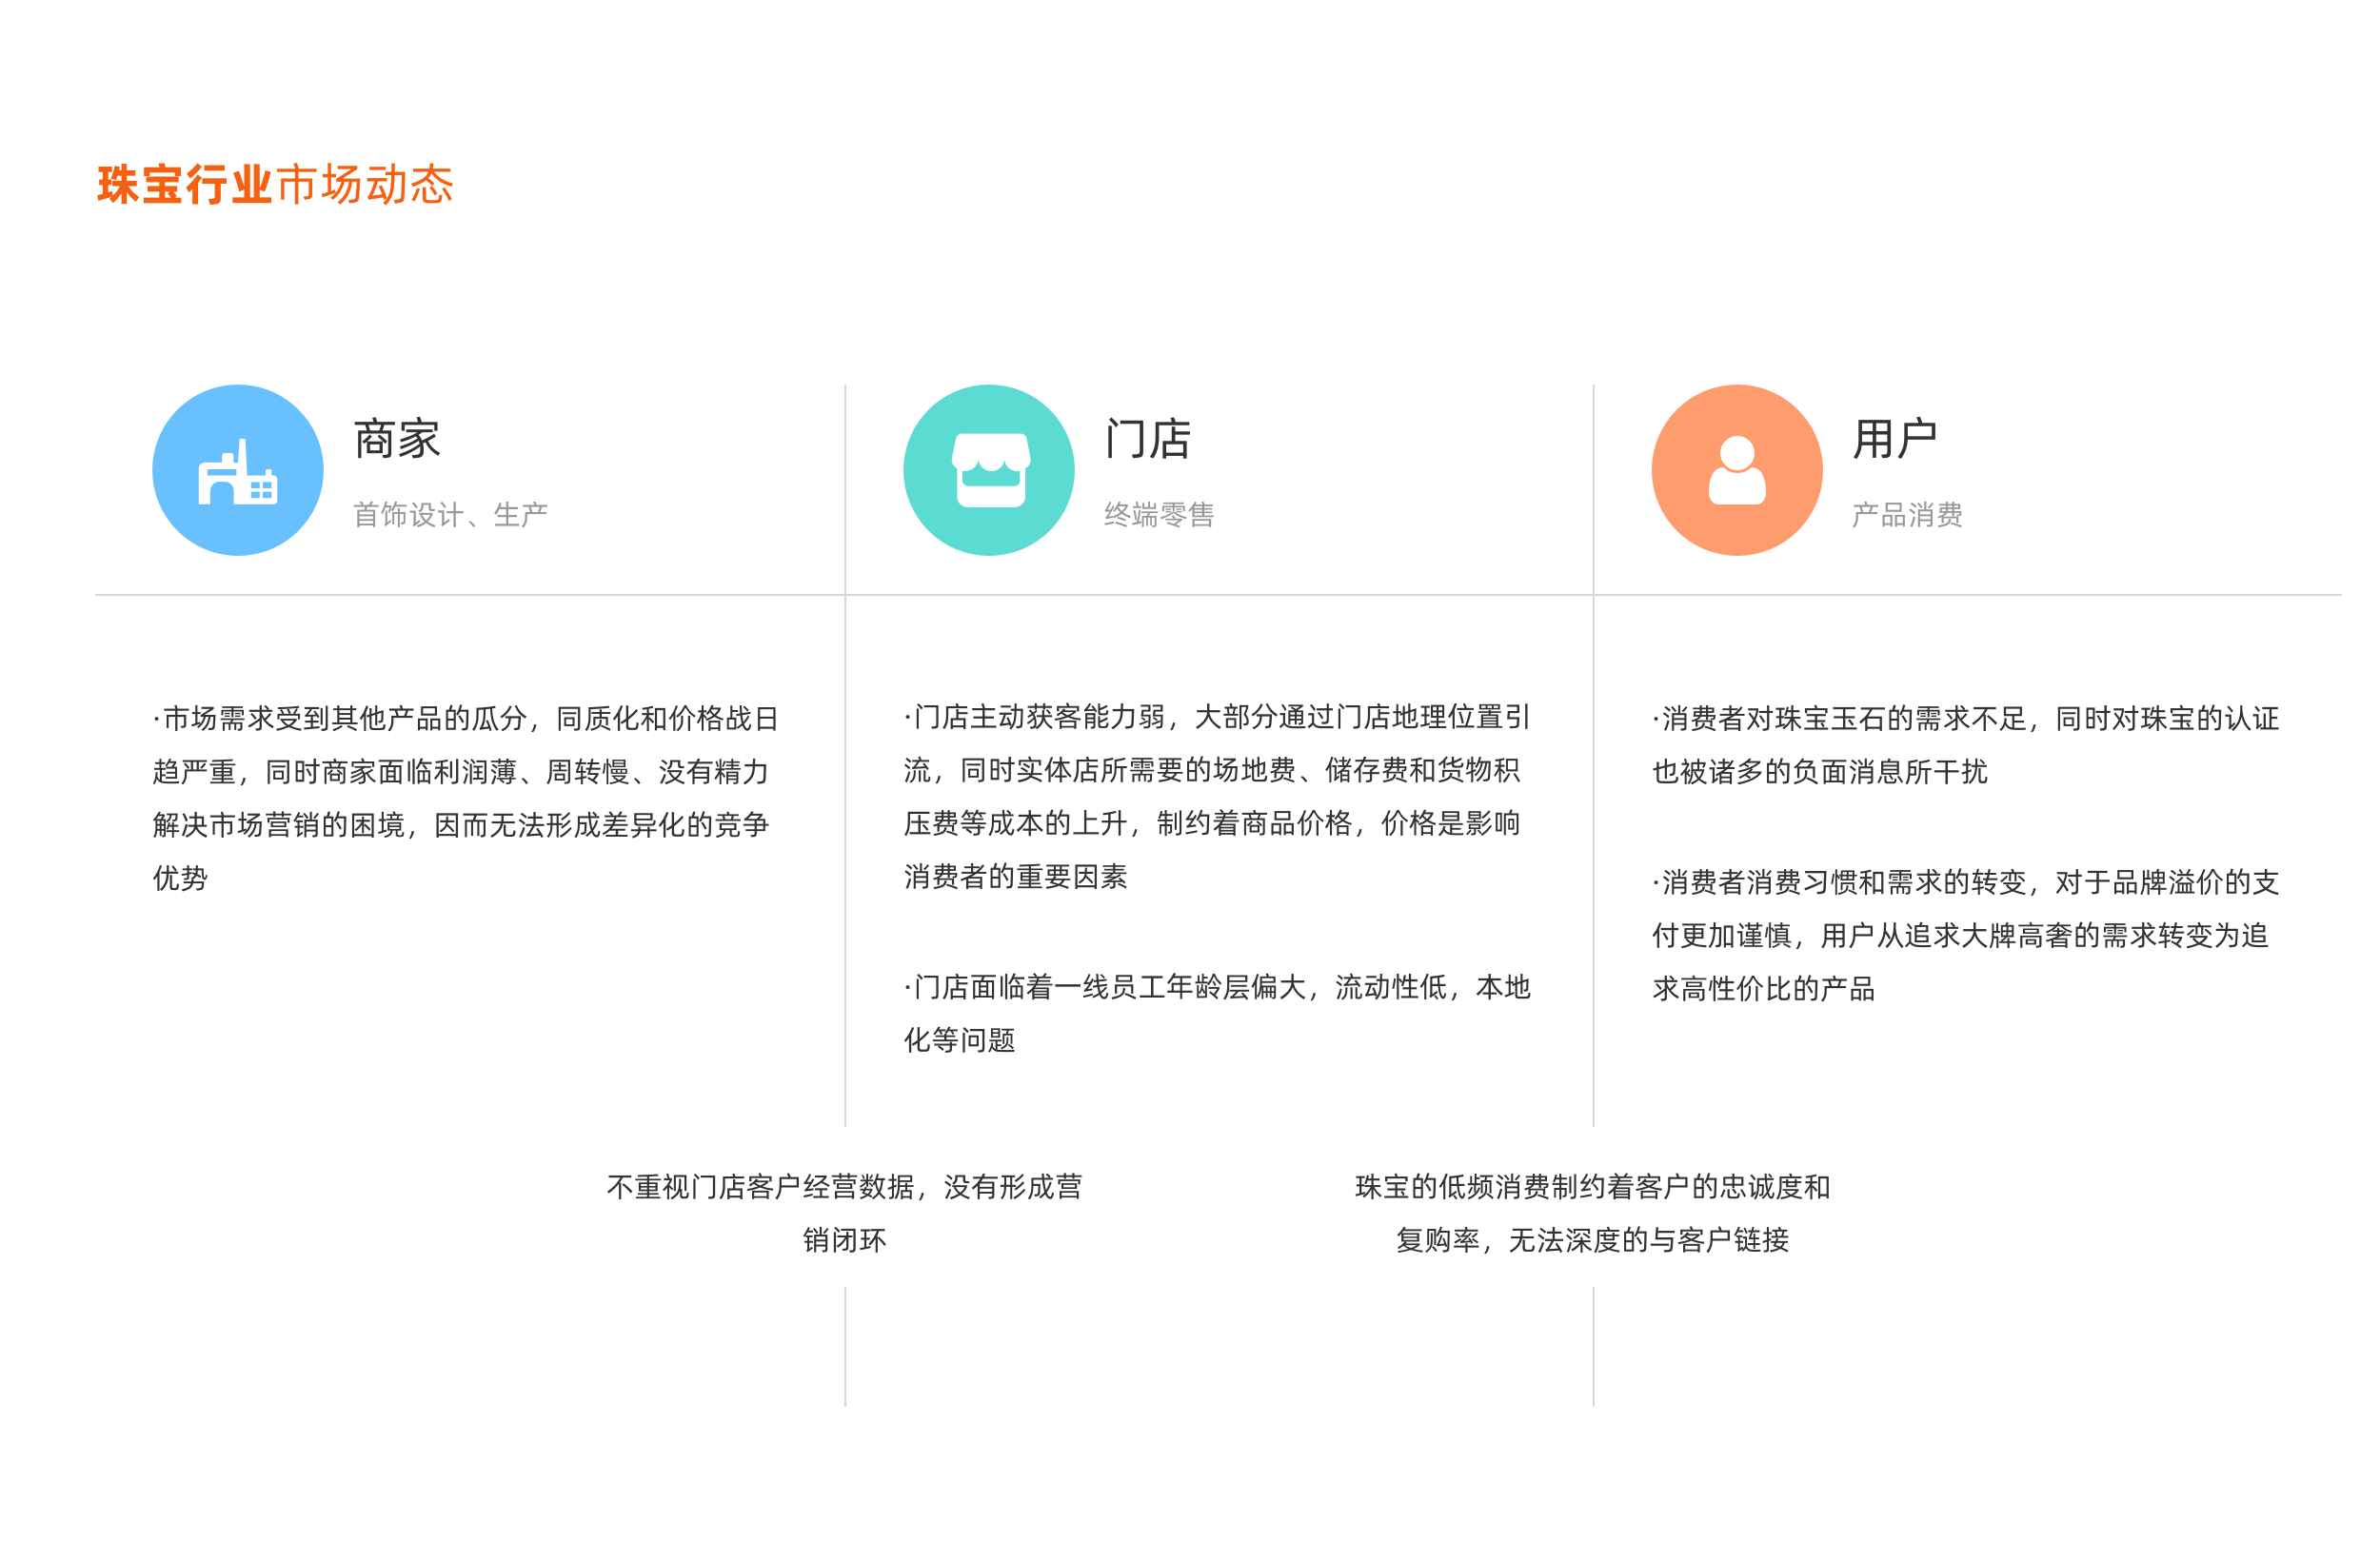 珠宝行业市场动态
商家
首饰设计、生产
门店
终端零售
用户
产品消费
·市场需求受到其他产品的瓜分，同质化和价格战日
趋严重，同时商家面临利润薄、周转慢、没有精力
解决市场营销的困境，因而无法形成差异化的竞争
优势
·门店主动获客能力弱，大部分通过门店地理位置引
流，同时实体店所需要的场地费、储存费和货物积
压费等成本的上升，制约着商品价格，价格是影响
消费者的重要因素
·门店面临着一线员工年龄层偏大，流动性低，本地
化等问题
·消费者对珠宝玉石的需求不足，同时对珠宝的认证
也被诸多的负面消息所干扰
·消费者消费习惯和需求的转变，对于品牌溢价的支
付更加谨慎，用户从追求大牌高奢的需求转变为追
求高性价比的产品
不重视门店客户经营数据，没有形成营
销闭环
珠宝的低频消费制约着客户的忠诚度和
复购率，无法深度的与客户链接